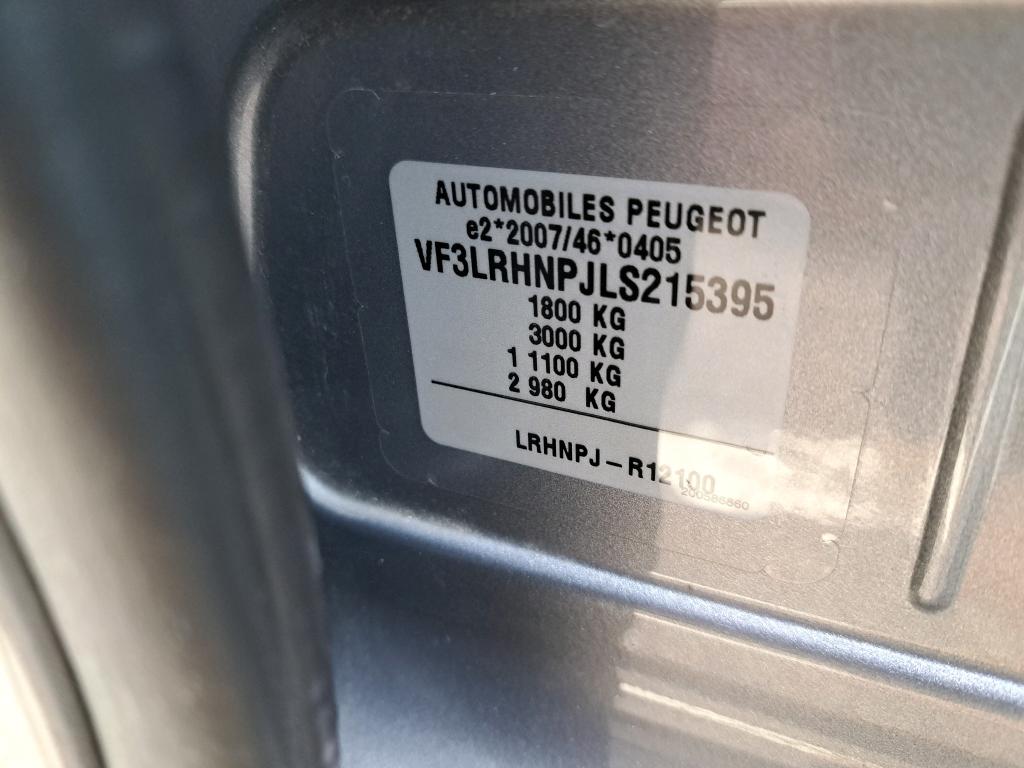 AUTOMOBILES PEUGEOT
e2*2007/46*0405
VF3LRHNPJLS215395
1800 KG
3000 KG
1 1100 KG
2 980 KG
LRHNPJ-R12100
200586860